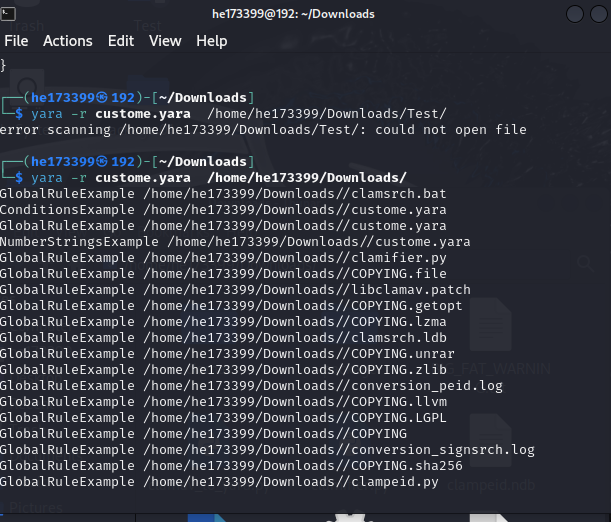 he173399@192: ~/Downloads
File Actions Edit View Help
}
┌──(he173399㉿192)-[~/Downloads]
└─$ yara -r custome.yara  /home/he173399/Downloads/Test/
error scanning /home/he173399/Downloads/Test/: could not open file
┌──(he173399㉿192)-[~/Downloads]
└─$ yara -r custome.yara  /home/he173399/Downloads/
GlobalRuleExample /home/he173399/Downloads//clamsrch.bat
ConditionsExample /home/he173399/Downloads//custome.yara
GlobalRuleExample /home/he173399/Downloads//custome.yara
NumberStringsExample /home/he173399/Downloads//custome.yara
GlobalRuleExample /home/he173399/Downloads//clamifier.py
GlobalRuleExample /home/he173399/Downloads//COPYING.file
GlobalRuleExample /home/he173399/Downloads//libclamav.patch
GlobalRuleExample /home/he173399/Downloads//COPYING.getopt
GlobalRuleExample /home/he173399/Downloads//COPYING.lzma
GlobalRuleExample /home/he173399/Downloads//clamsrch.ldb
GlobalRuleExample /home/he173399/Downloads//COPYING.unrar
GlobalRuleExample /home/he173399/Downloads//COPYING.zlib
GlobalRuleExample /home/he173399/Downloads//conversion_peid.log
GlobalRuleExample /home/he173399/Downloads//COPYING.llvm
GlobalRuleExample /home/he173399/Downloads//COPYING.LGPL
GlobalRuleExample /home/he173399/Downloads//COPYING
GlobalRuleExample /home/he173399/Downloads//conversion_signsrch.log
GlobalRuleExample /home/he173399/Downloads//COPYING.sha256
GlobalRuleExample /home/he173399/Downloads//clampeid.py
Pictures